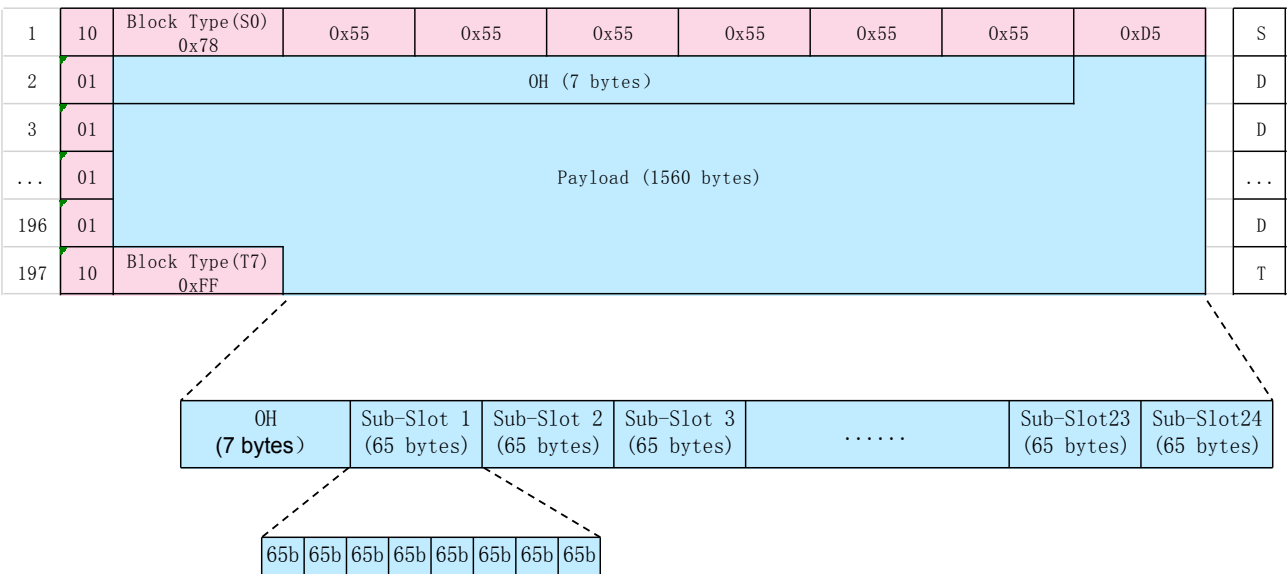 1 10 Block Type(S0) 0x55 0x55 0x55 0x55 0x55 0x55 0xD5 S
0x78
2 01 OH (7 bytes) D
3 01 D
... 01 Payload (1560 bytes) ...
196 01 D
197 10 Block Type(T7) T
0xFF
OH Sub-Slot 1 Sub-Slot 2 Sub-Slot 3 ...... Sub-Slot23 Sub-Slot24
(7 bytes) (65 bytes) (65 bytes) (65 bytes) (65 bytes) (65 bytes)
65b 65b 65b 65b 65b 65b 65b 65b